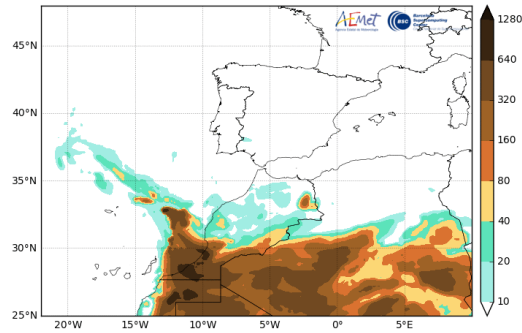 45°N
40°N
35°N
30°N
25°N
20°W
15°W
10°W
5°W
0°
5°E
AEMet
Agencia Estatal de Meteorología
BSC
Barcelona
Supercomputing
Center
1280
640
320
160
80
40
20
10